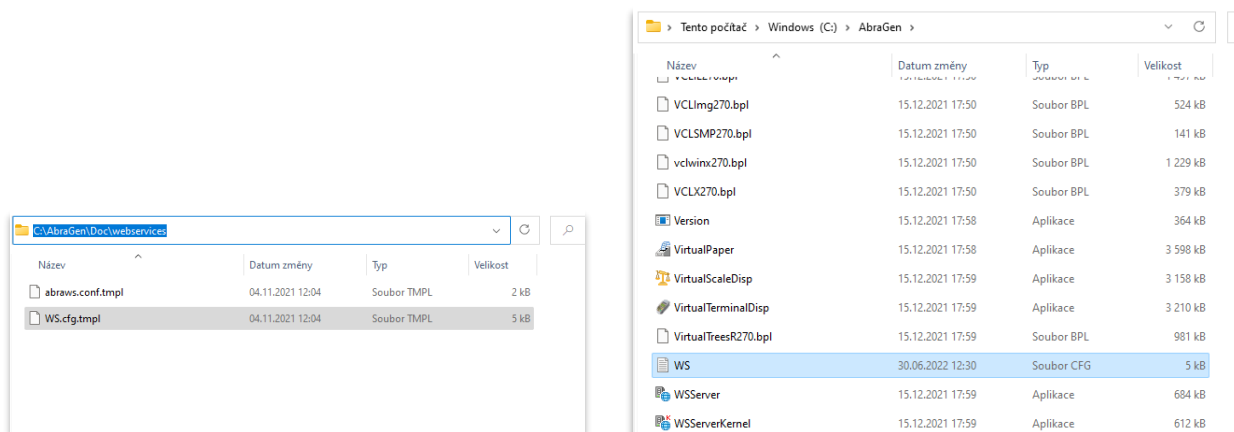 C:\AbraGen\Doc\webservices
Název Datum změny Typ Velikost
abraws.conf.tmpl 04.11.2021 12:04 Soubor TMPL 2 kB
WS.cfg.tmpl 04.11.2021 12:04 Soubor TMPL 5 kB
Tento počítač > Windows (C:) > AbraGen >
Název Datum změny Typ Velikost
VCLImg270.bpl 15.12.2021 17:50 Soubor BPL 524 kB
VCLSMP270.bpl 15.12.2021 17:50 Soubor BPL 141 kB
vclwinx270.bpl 15.12.2021 17:50 Soubor BPL 1 229 kB
VCLX270.bpl 15.12.2021 17:50 Soubor BPL 379 kB
Version 15.12.2021 17:58 Aplikace 364 kB
VirtualPaper 15.12.2021 17:58 Aplikace 3 598 kB
VirtualScaleDisp 15.12.2021 17:59 Aplikace 3 158 kB
VirtualTerminalDisp 15.12.2021 17:59 Aplikace 3 210 kB
VirtualTreesR270.bpl 15.12.2021 17:59 Soubor BPL 981 kB
WS 30.06.2022 12:30 Soubor CFG 5 kB
WSServer 15.12.2021 17:59 Aplikace 684 kB
WSServerKernel 15.12.2021 17:59 Aplikace 612 kB